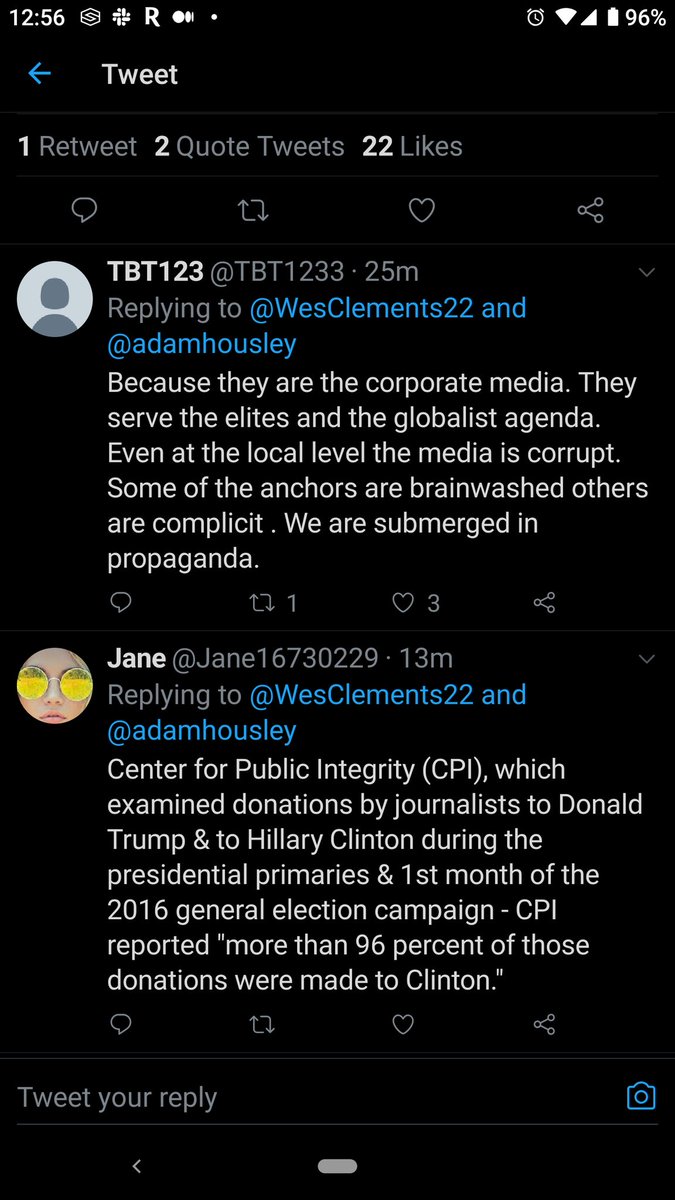 12:56 R 96%
Tweet
1 Retweet 2 Quote Tweets 22 Likes
TBT123 @TBT1233 · 25m
Replying to @WesClements22 and
@adamhousley
Because they are the corporate media. They
serve the elites and the globalist agenda.
Even at the local level the media is corrupt.
Some of the anchors are brainwashed others
are complicit . We are submerged in
propaganda.
1 3
Jane @Jane16730229 · 13m
Replying to @WesClements22 and
@adamhousley
Center for Public Integrity (CPI), which
examined donations by journalists to Donald
Trump & to Hillary Clinton during the
presidential primaries & 1st month of the
2016 general election campaign - CPI
reported "more than 96 percent of those
donations were made to Clinton."
Tweet your reply